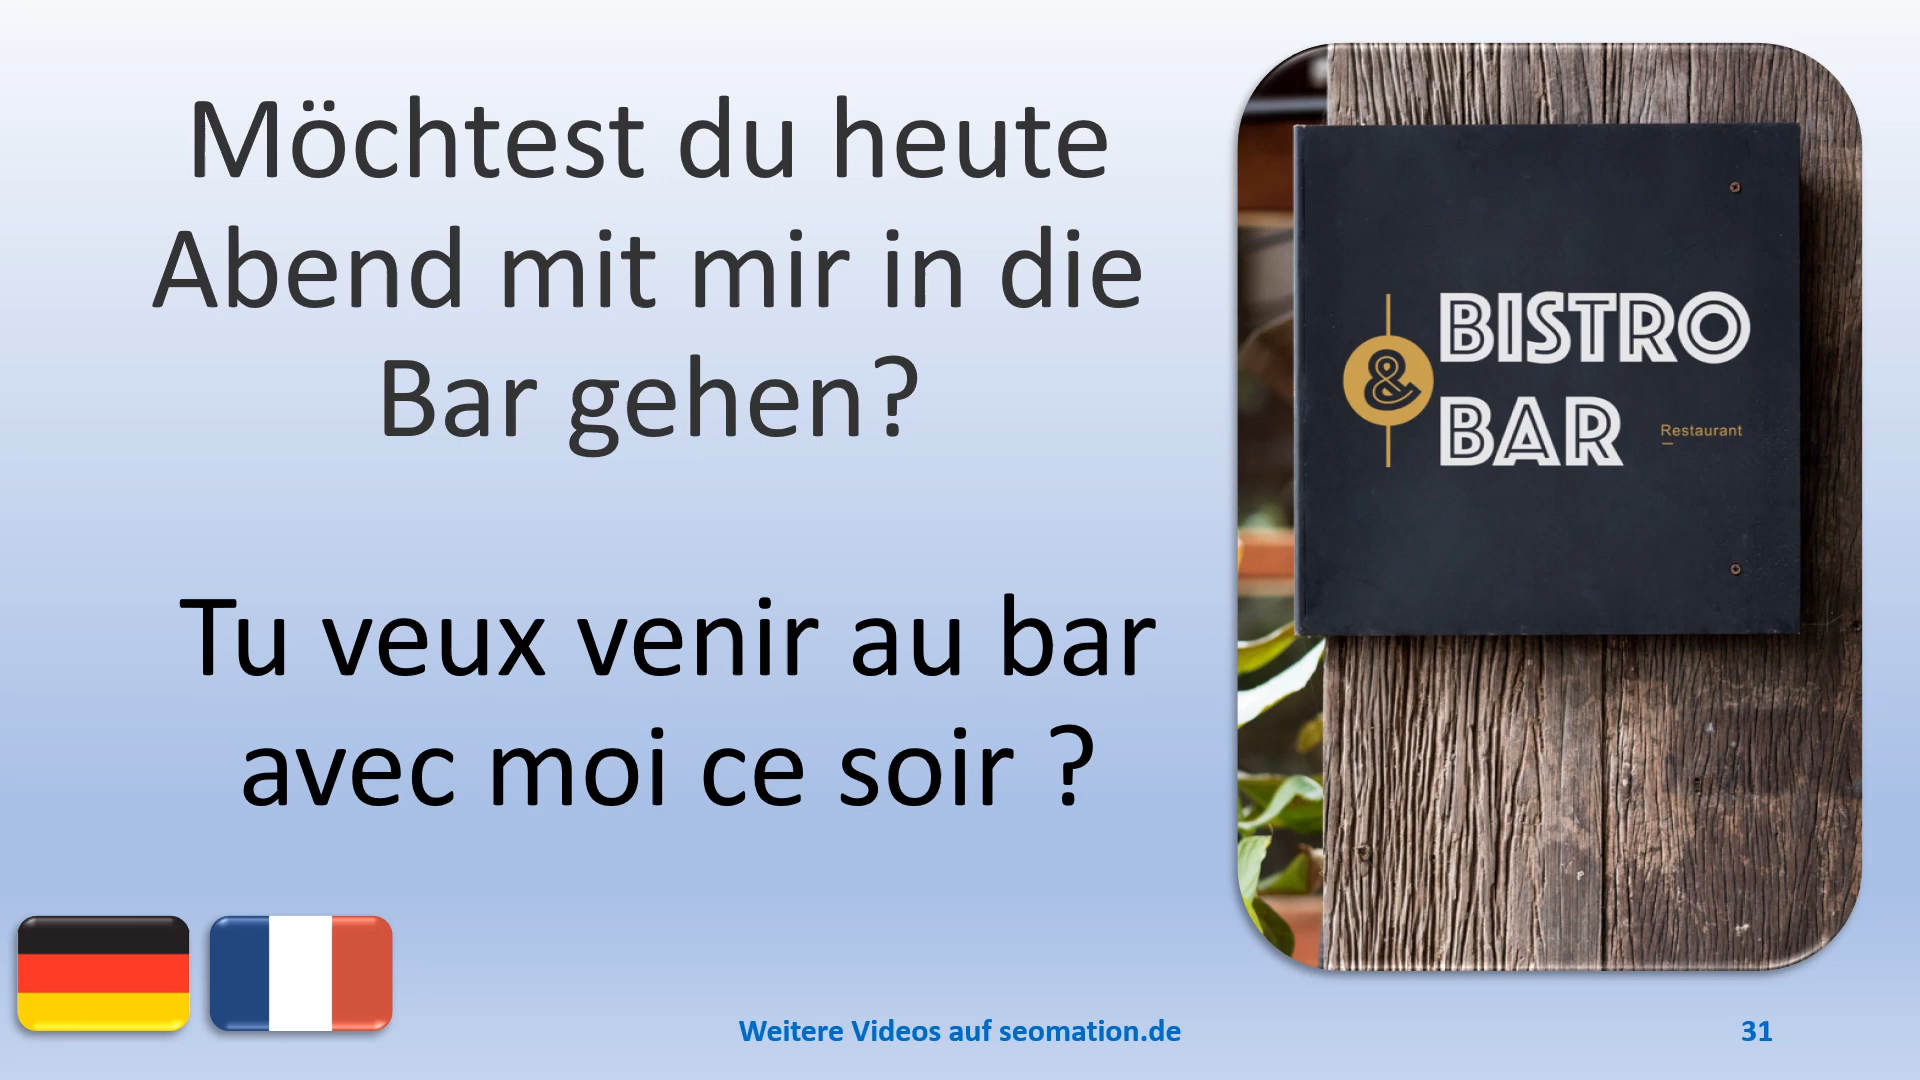 Möchtest du heute
Abend mit mir in die
Bar gehen?
Tu veux venir au bar
avec moi ce soir ?
&
BISTRO
BAR
Restaurant
Weitere Videos auf seomation.de
31